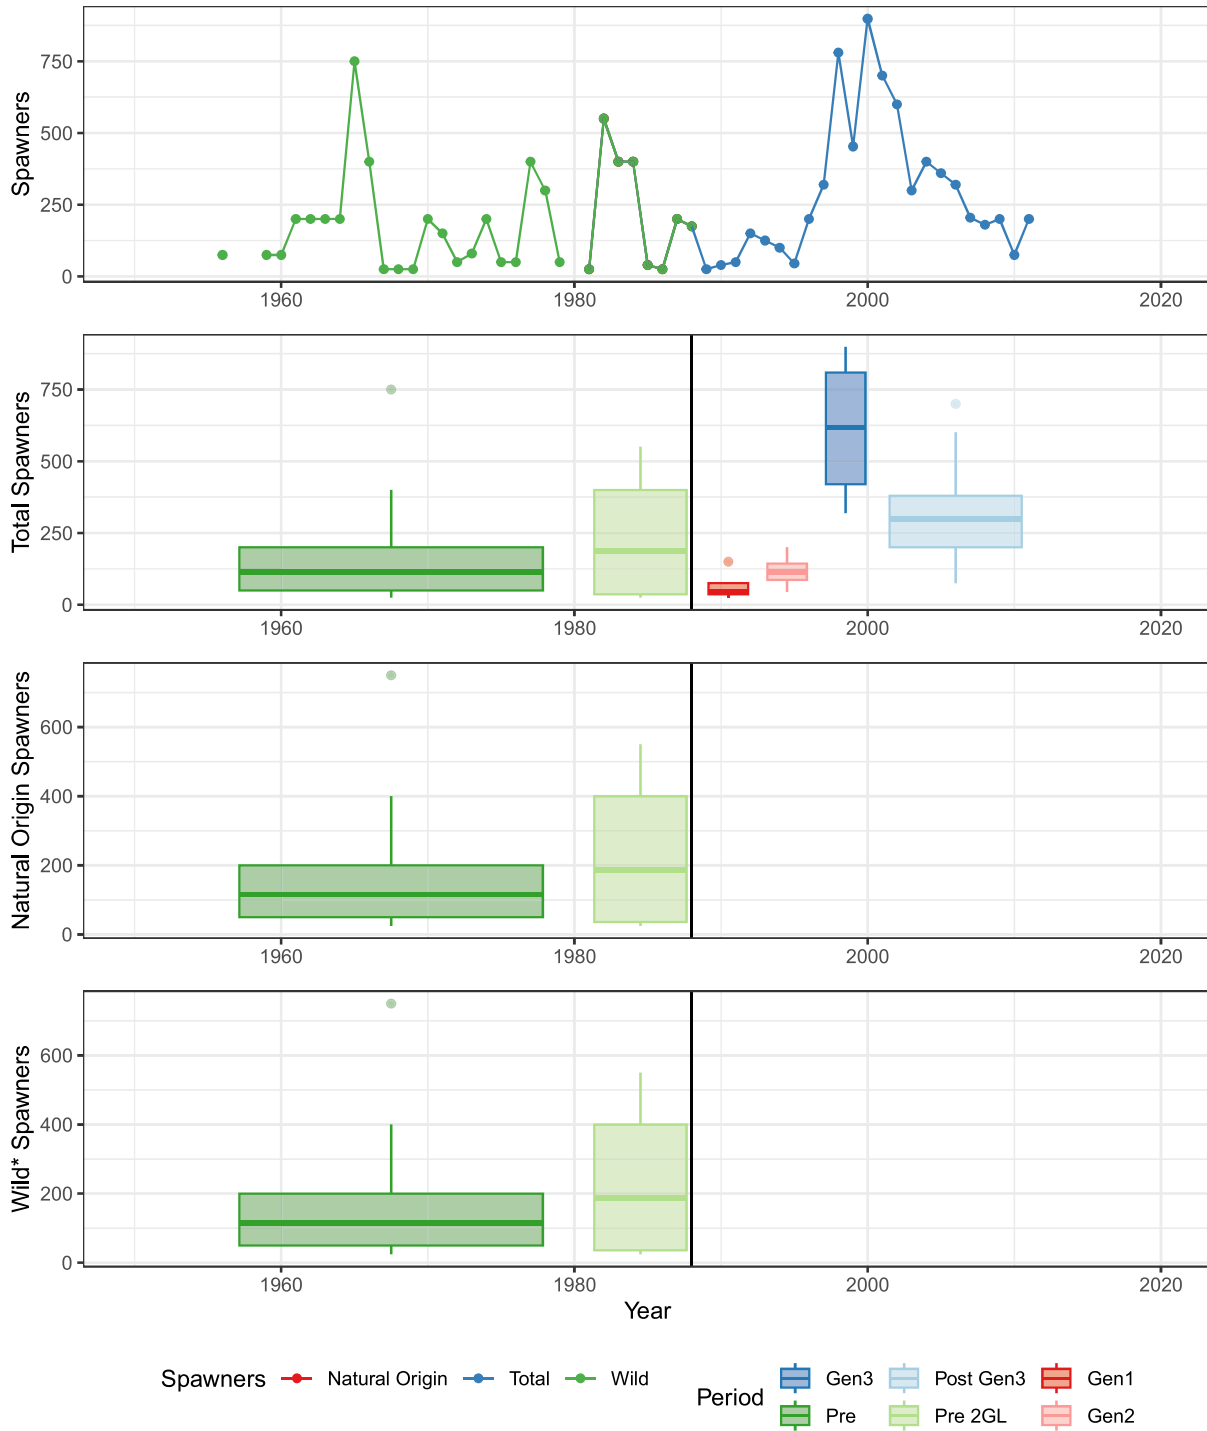 Spawners
750
500
250
0
1960 1980 2000 2020
Total Spawners
750
500
250
0
1960 1980 2000 2020
Natural Origin Spawners
600
400
200
0
1960 1980 2000 2020
Wild* Spawners
600
400
200
0
1960 1980 2000 2020
Year
Spawners Natural Origin Total Wild
Period
Gen3 Post Gen3 Gen1
Pre Pre 2GL Gen2